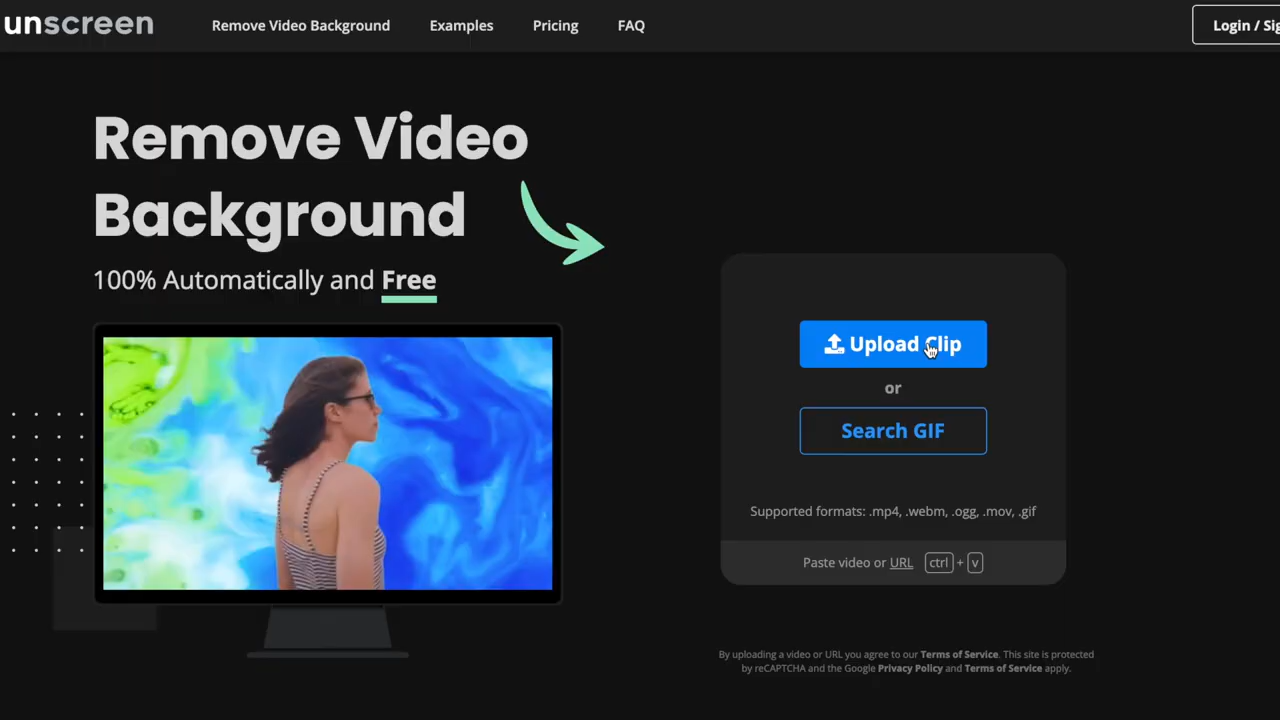 unscreen
Remove Video Background
Examples
Pricing
FAQ
Login / Sig
Remove Video
Background
100% Automatically and Free
Upload Clip
or
Search GIF
Supported formats: .mp4, .webm, .ogg, .mov, .gif
Paste video or URL ctrl + v
By uploading a video or URL you agree to our Terms of Service. This site is protected
by reCAPTCHA and the Google Privacy Policy and Terms of Service apply.